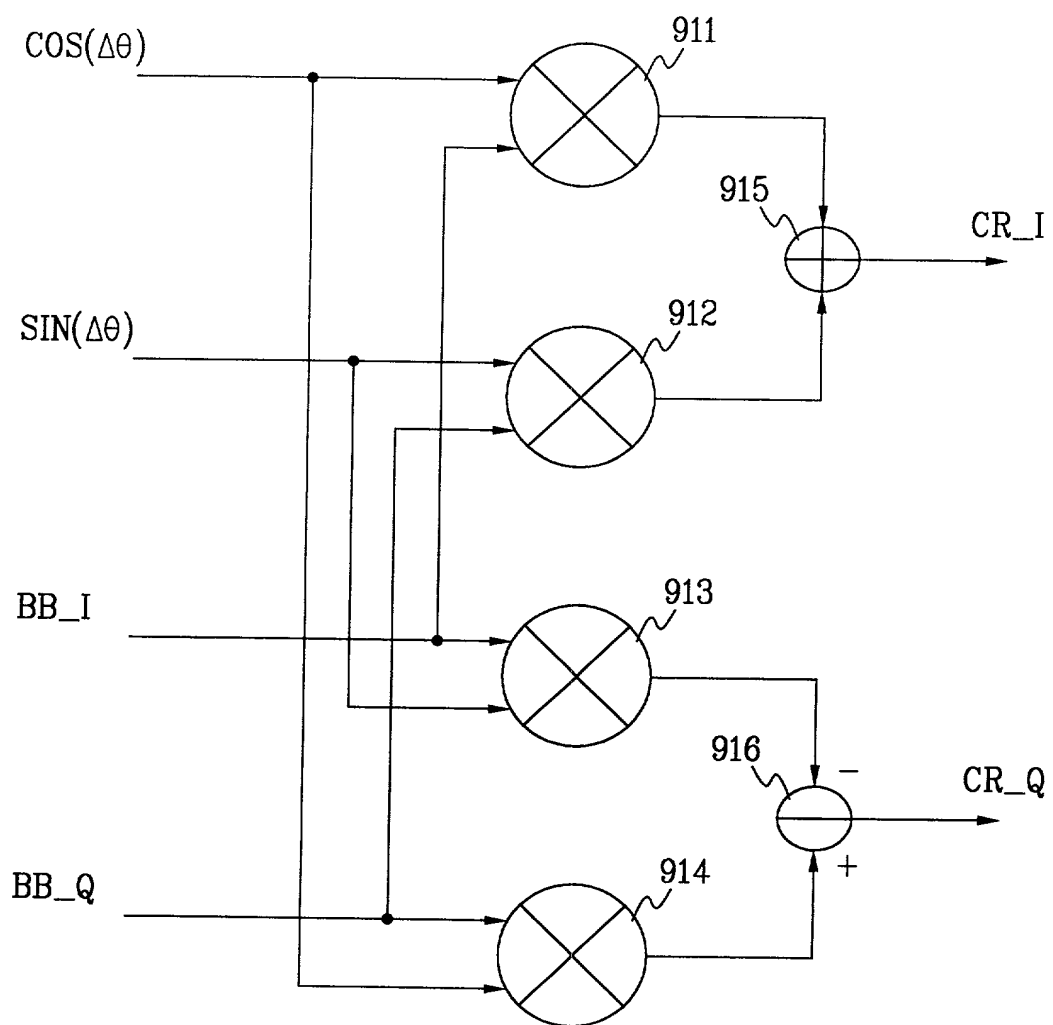 COS(Δθ)
911
915
CR_I
SIN(Δθ)
912
BB_I
913
916
−
CR_Q
+
BB_Q
914